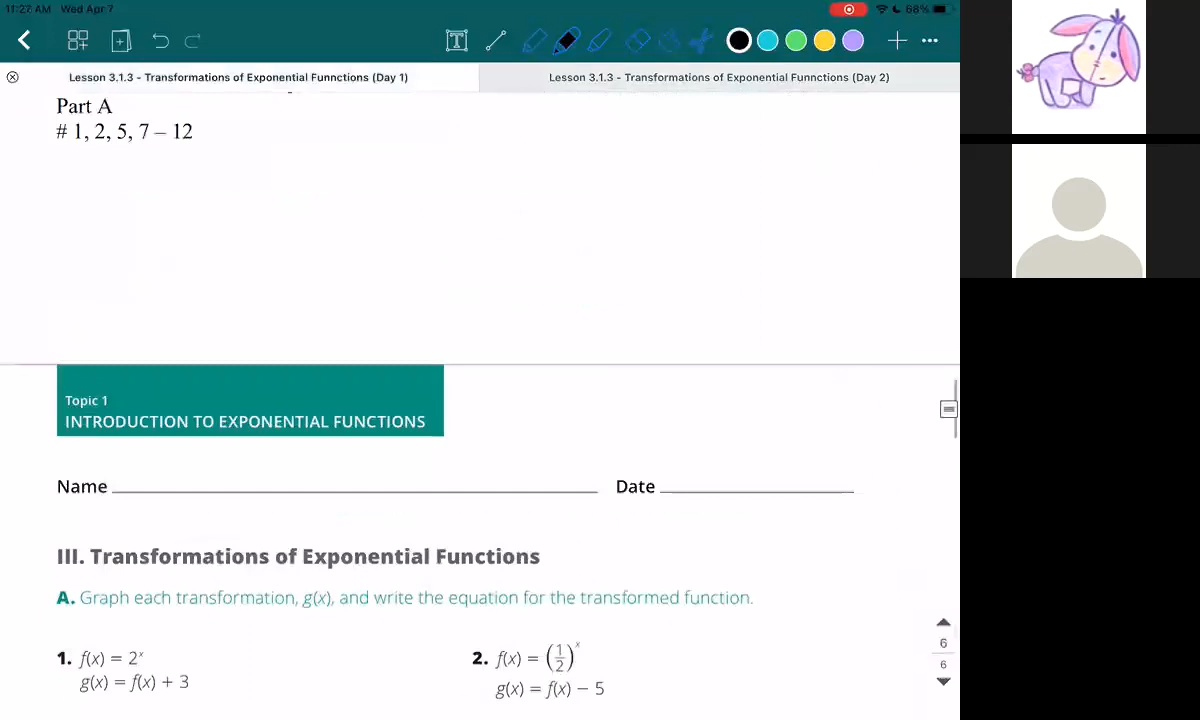 11:27 AM Wed Apr 7
68%
Lesson 3.1.3 - Transformations of Exponential Funnctions (Day 1)
Lesson 3.1.3 - Transformations of Exponential Funnctions (Day 2)
Part A
# 1, 2, 5, 7 – 12
Topic 1
INTRODUCTION TO EXPONENTIAL FUNCTIONS
Name
Date
III. Transformations of Exponential Functions
A. Graph each transformation, g(x), and write the equation for the transformed function.
1. f(x) = 2ˣ
g(x) = f(x) + 3
2. f(x) = (1/2)ˣ
g(x) = f(x) − 5
6
6